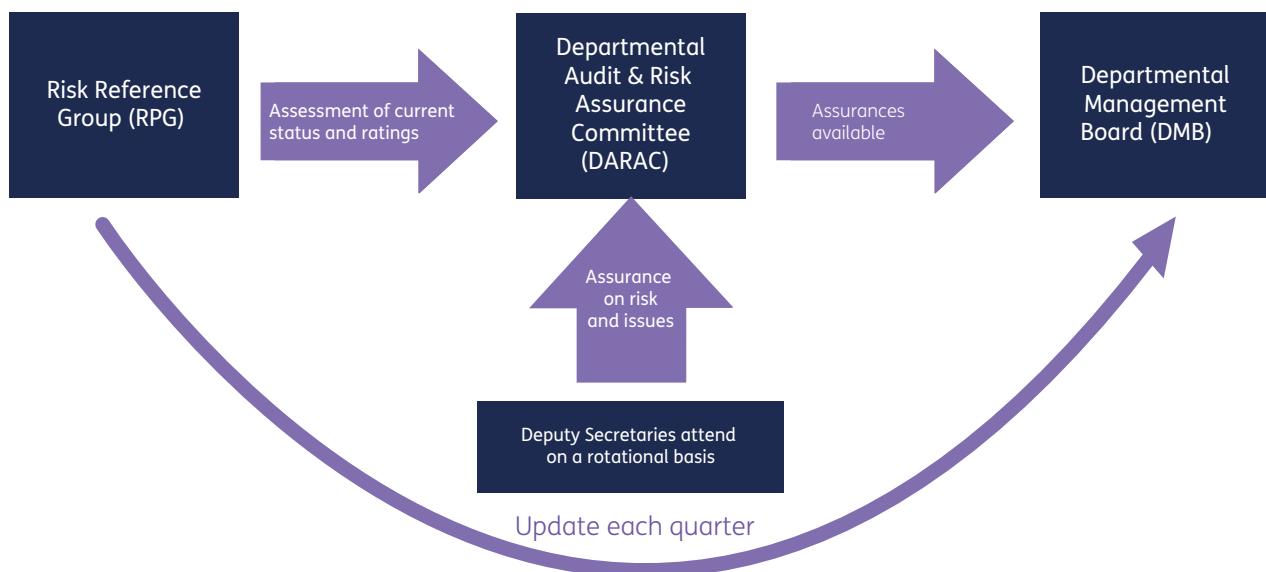 Risk Reference
Group (RPG)
Assessment of current
status and ratings
Departmental
Audit & Risk
Assurance
Committee
(DARAC)
Assurances
available
Departmental
Management
Board (DMB)
Assurance
on risk
and issues
Deputy Secretaries attend
on a rotational basis
Update each quarter